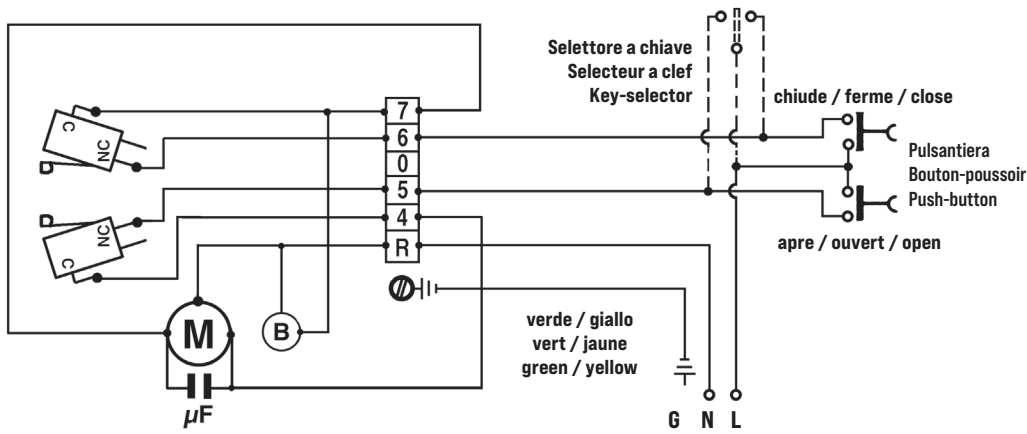 Selettore a chiave
Selecteur a clef
Key-selector
chiude / ferme / close
Pulsantiera
Bouton-poussoir
Push-button
apre / ouvert / open
7
6
0
5
4
R
C
NC
NC
C
M
B
µF
verde / giallo
vert / jaune
green / yellow
G N L